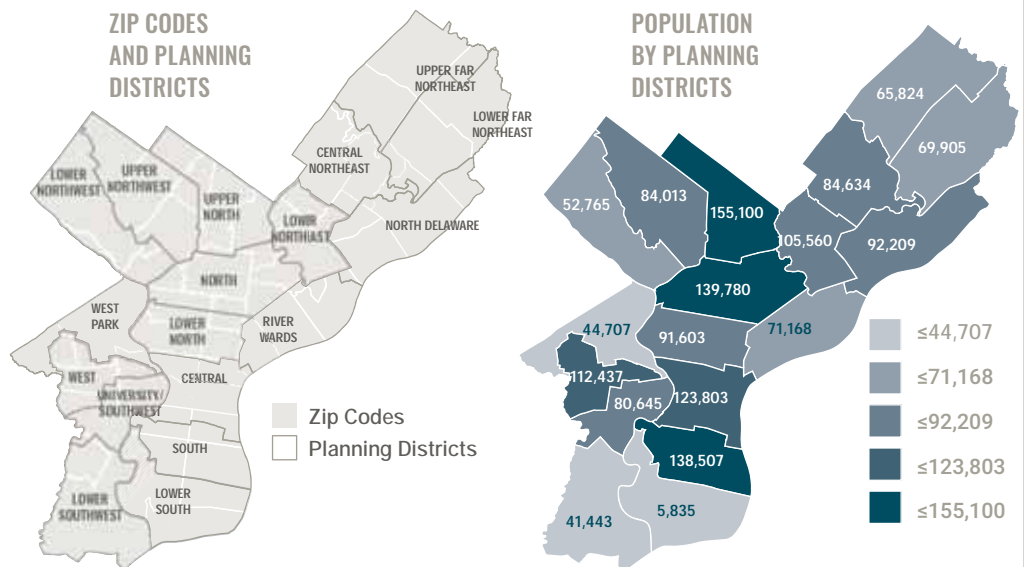 ZIP CODES
AND PLANNING
DISTRICTS
UPPER FAR
NORTHEAST
LOWER FAR
NORTHEAST
CENTRAL
NORTHEAST
LOWER
NORTHWEST
UPPER
NORTHWEST
UPPER
NORTH
LOWER
NORTHEAST
NORTH DELAWARE
NORTH
WEST
PARK
LOWER
NORTH
RIVER
WARDS
WEST
CENTRAL
UNIVERSITY/
SOUTHWEST
SOUTH
LOWER
SOUTHWEST
LOWER
SOUTH
Zip Codes
Planning Districts
POPULATION
BY PLANNING
DISTRICTS
65,824
69,905
84,634
52,765
84,013
155,100
105,560
92,209
139,780
44,707
91,603
71,168
112,437
80,645
123,803
138,507
41,443
5,835
≤44,707
≤71,168
≤92,209
≤123,803
≤155,100